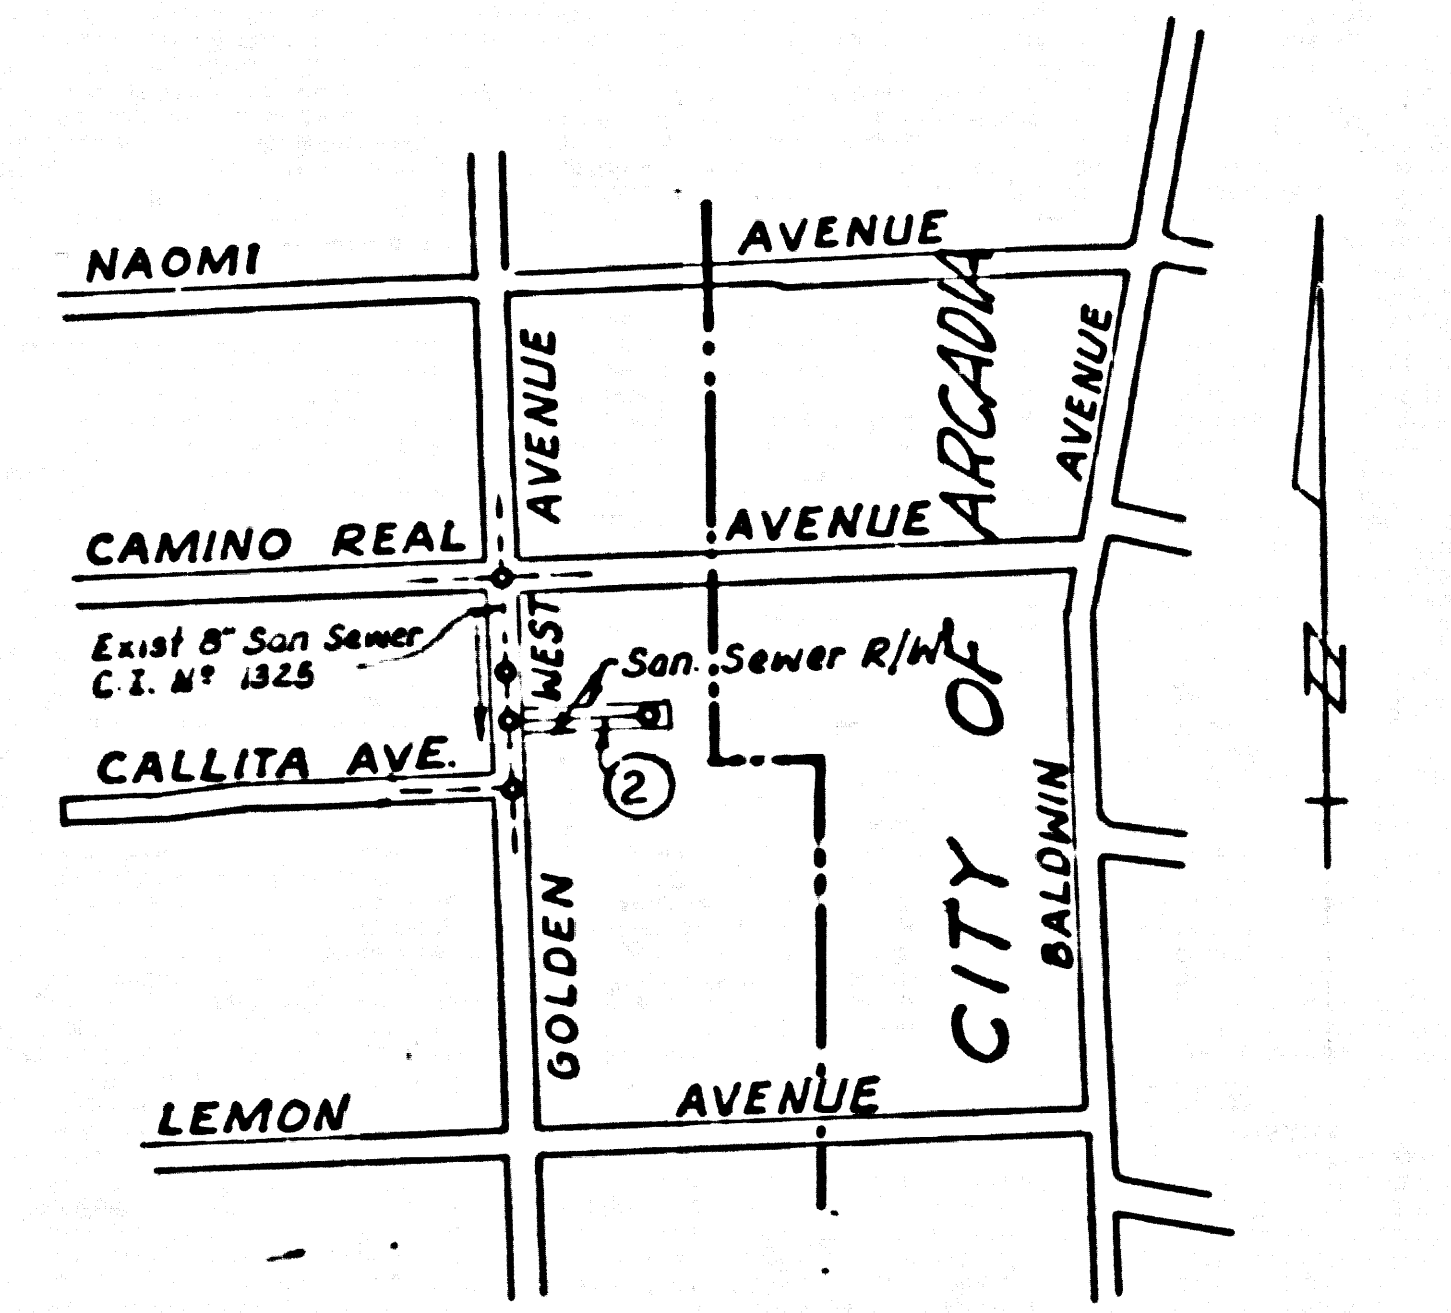 NAOMI AVENUE
CAMINO REAL AVENUE
Exist 8" San Sewer
C.I. Nº 1325
San. Sewer R/W
CALLITA AVE.
2
LEMON AVENUE
GOLDEN WEST AVENUE
CITY OF ARCADIA
BALDWIN AVENUE
N